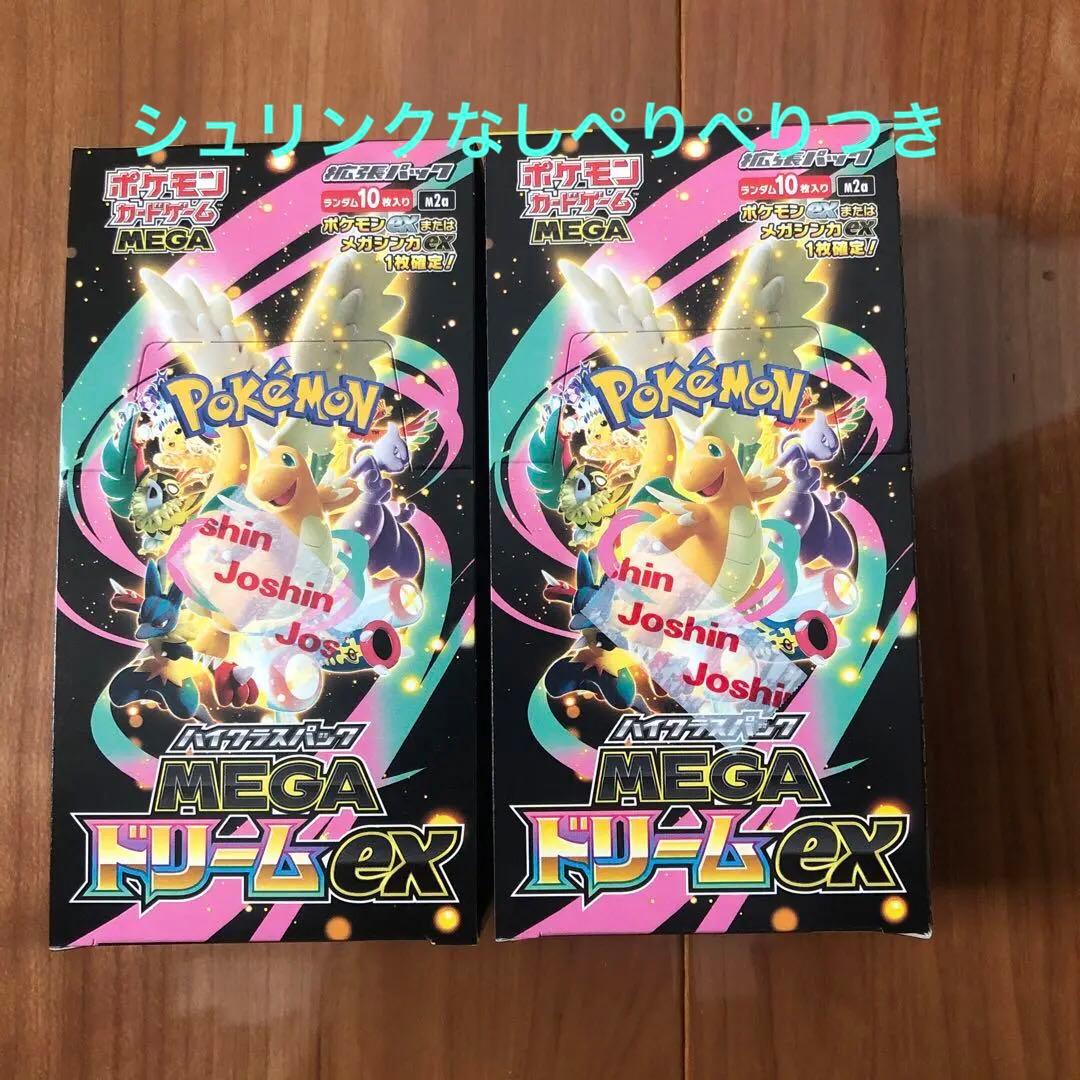 シュリンクなしぺりぺりつき
ポケモン
カードゲーム
MEGA
拡張パック
ランダム10枚入り
M2a
ポケモンexまたは
メガシンカex
1枚確定!
POKÉMON
shin
Joshin
Jos
ハイクラスパック
MEGA
ドリームex
ポケモン
カードゲーム
MEGA
拡張パック
ランダム10枚入り
M2a
ポケモンexまたは
メガシンカex
1枚確定!
POKÉMON
TM
shin
Joshin
Joshin
ハイクラスパック
MEGA
ドリームex